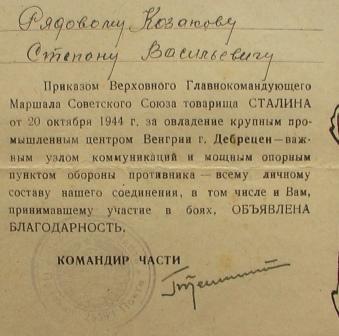 Рядовому Козакову
Степану Васильевичу
Приказом Верховного Главнокомандующего
Маршала Советского Союза товарища СТАЛИНА
от 20 октября 1944 г. за овладение крупным про-
мышленным центром Венгрии г. Дебрецен—важ-
ным узлом коммуникаций и мощным опорным
пунктом обороны противника — всему личному
составу нашего соединения, в том числе и Вам,
принимавшему участие в боях, ОБЪЯВЛЕНА
БЛАГОДАРНОСТЬ.
КОМАНДИР ЧАСТИ